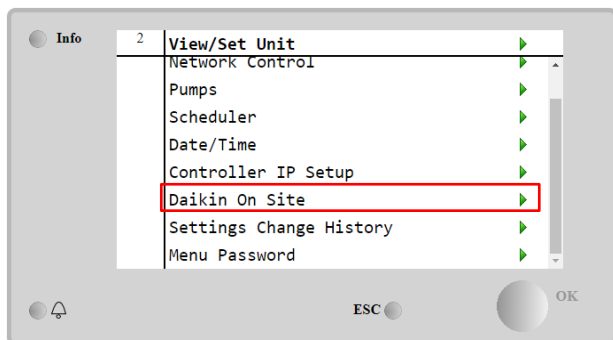 Info
2
View/Set Unit
Network Control
Pumps
Scheduler
Date/Time
Controller IP Setup
Daikin On Site
Settings Change History
Menu Password
ESC
OK